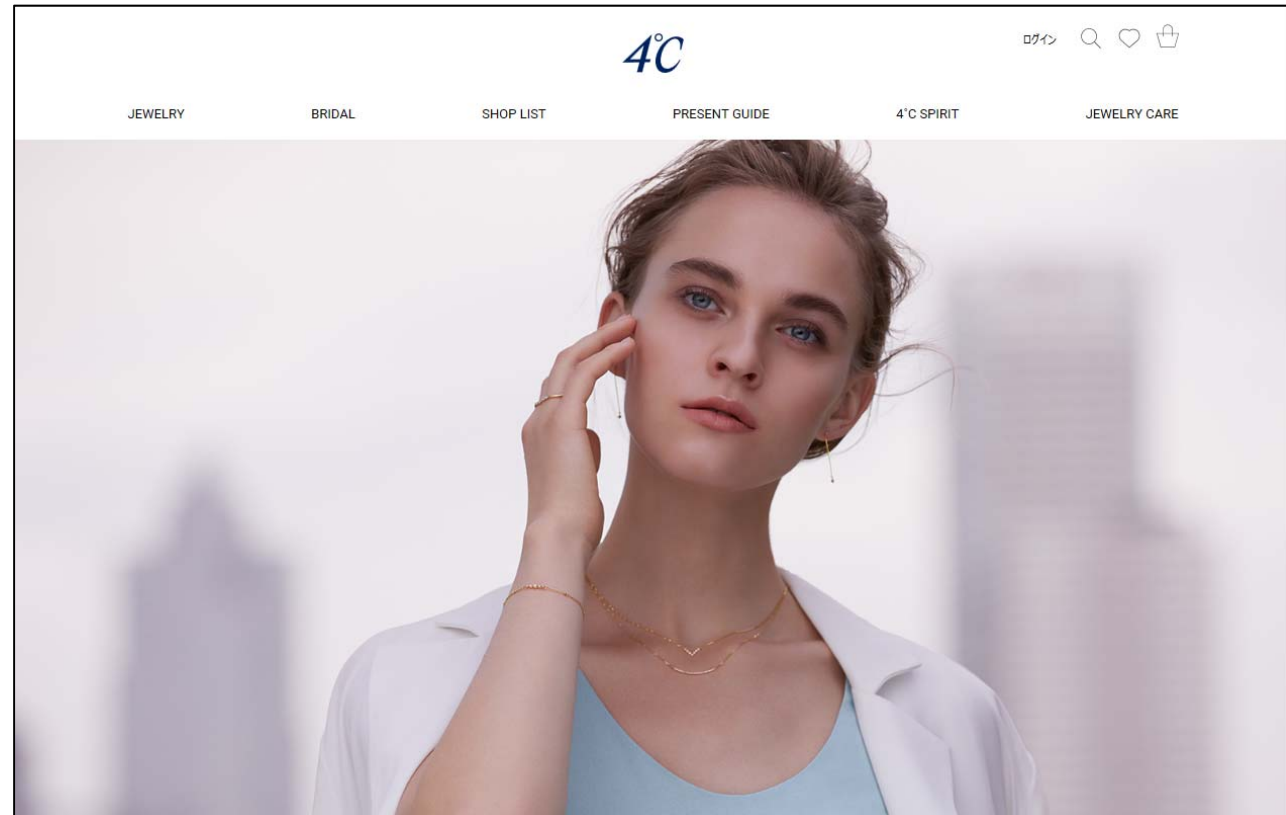 4℃
ログイン
JEWELRY BRIDAL SHOP LIST PRESENT GUIDE 4℃ SPIRIT JEWELRY CARE